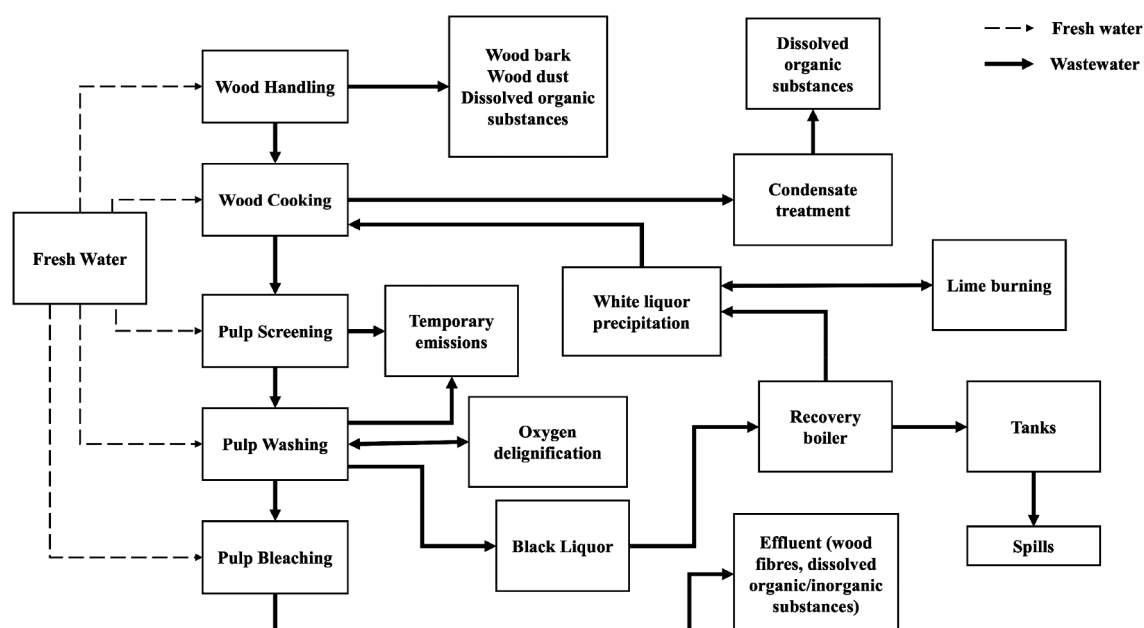 Fresh water
Wastewater
Wood Handling
Wood bark
Wood dust
Dissolved organic
substances
Dissolved
organic
substances
Wood Cooking
Condensate
treatment
Fresh Water
White liquor
precipitation
Lime burning
Pulp Screening
Temporary
emissions
Pulp Washing
Oxygen
delignification
Recovery
boiler
Tanks
Pulp Bleaching
Black Liquor
Effluent (wood
fibres, dissolved
organic/inorganic
substances)
Spills